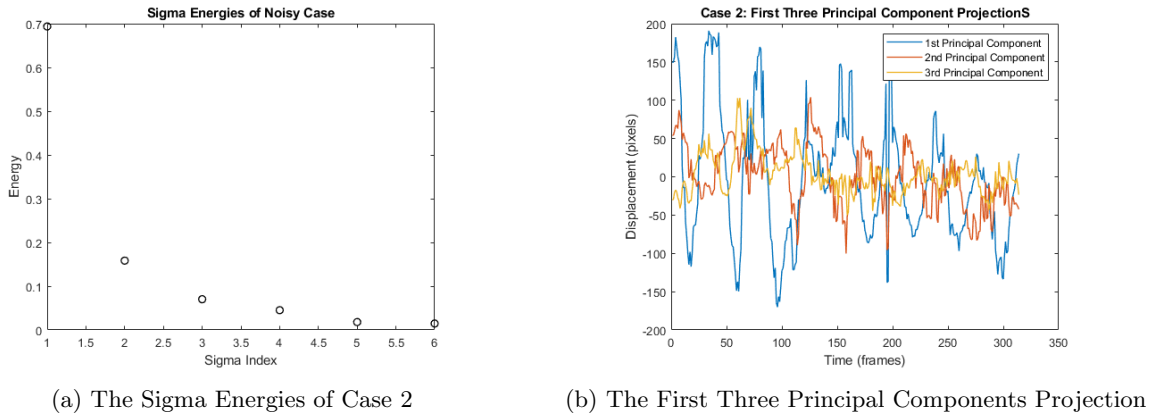 Sigma Energies of Noisy Case
0.7
0.6
0.5
0.4
0.3
0.2
0.1
0
Energy
1 1.5 2 2.5 3 3.5 4 4.5 5 5.5 6
Sigma Index
(a) The Sigma Energies of Case 2
Case 2: First Three Principal Component ProjectionS
1st Principal Component
2nd Principal Component
3rd Principal Component
200
150
100
50
0
-50
-100
-150
-200
Displacement (pixels)
0 50 100 150 200 250 300 350
Time (frames)
(b) The First Three Principal Components Projection